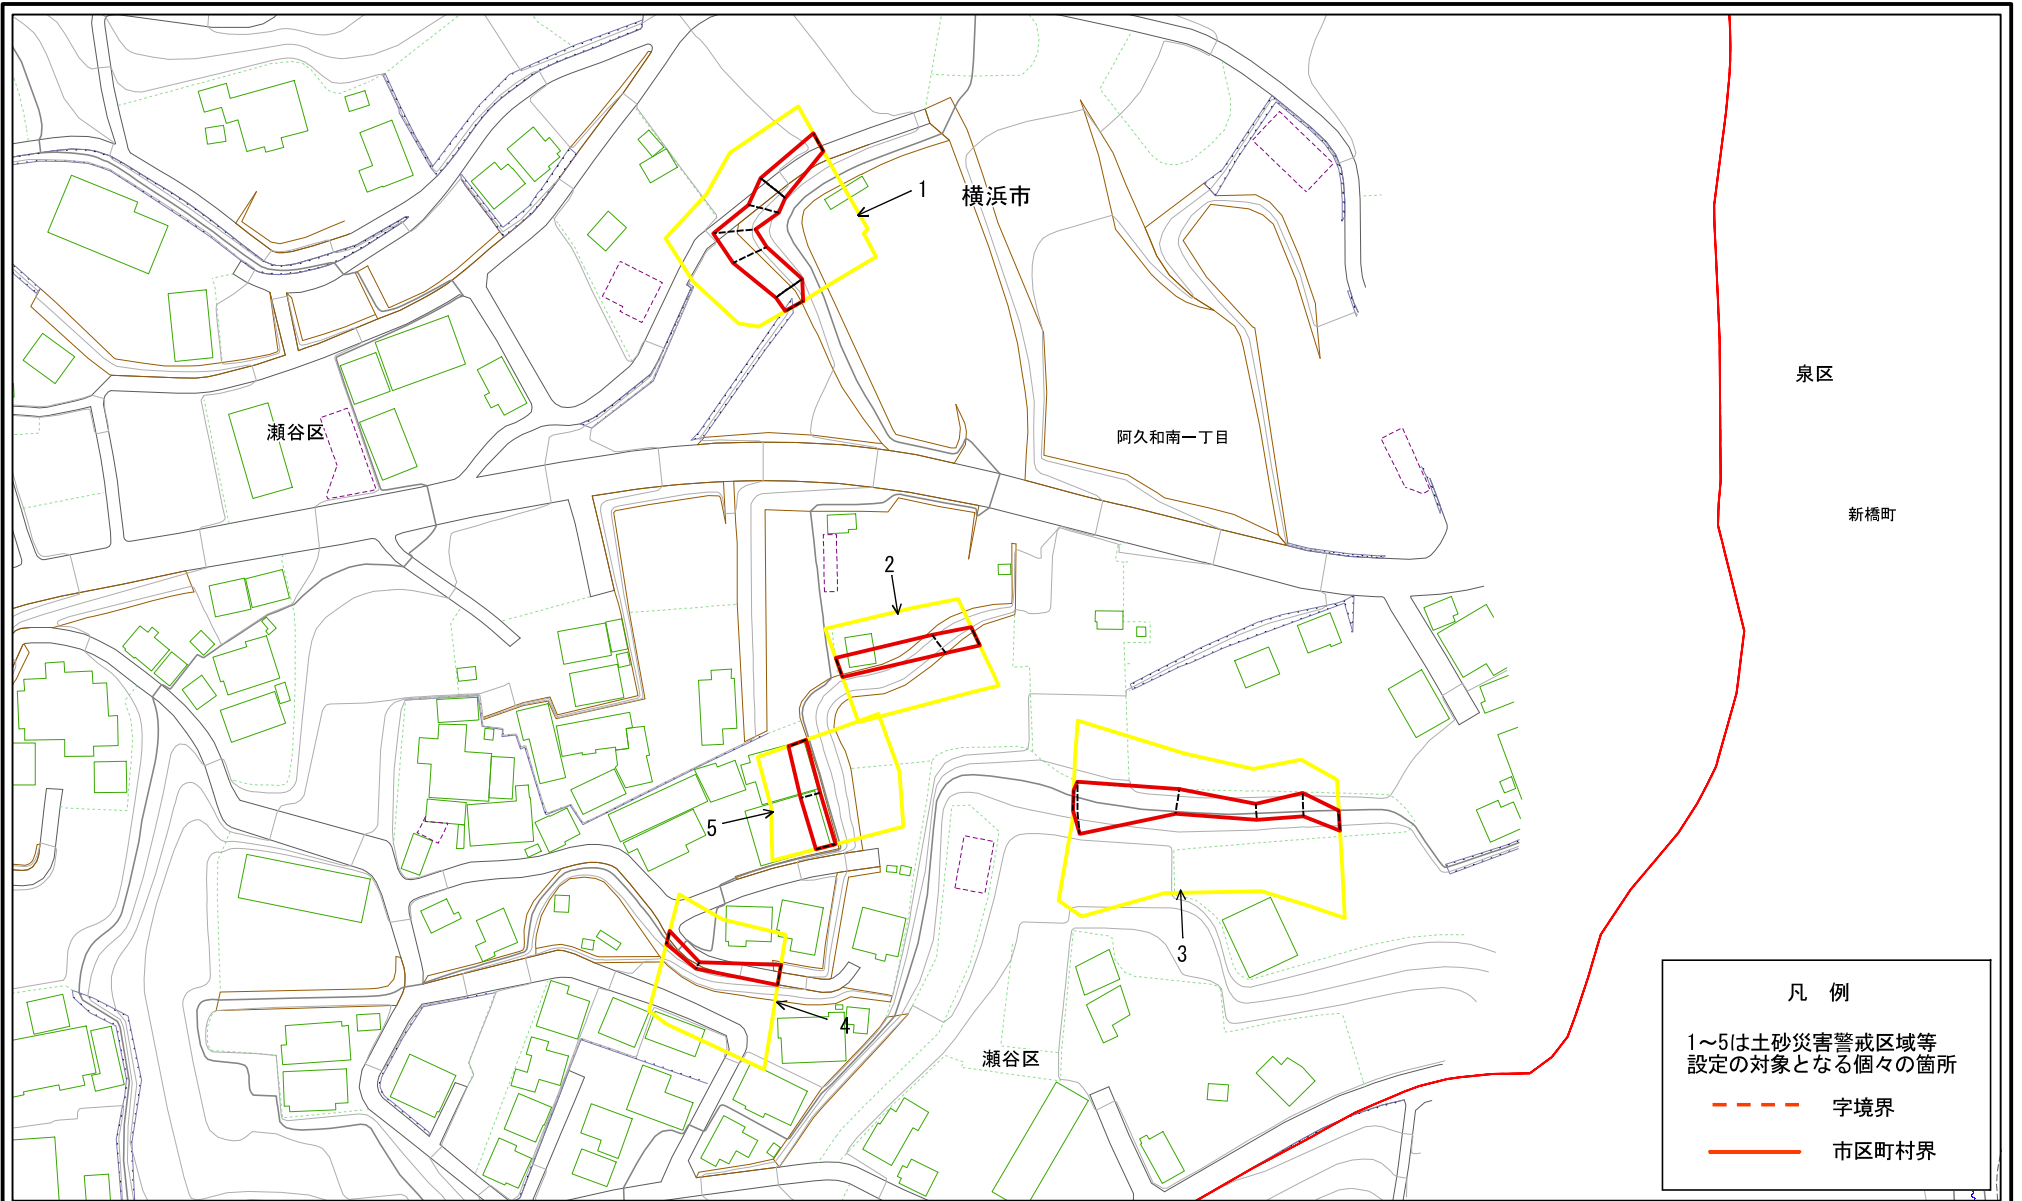 1
横浜市
泉区
瀬谷区
阿久和南一丁目
新橋町
2
5
3
4
瀬谷区
凡 例
1～5は土砂災害警戒区域等
設定の対象となる個々の箇所
字境界
市区町村界